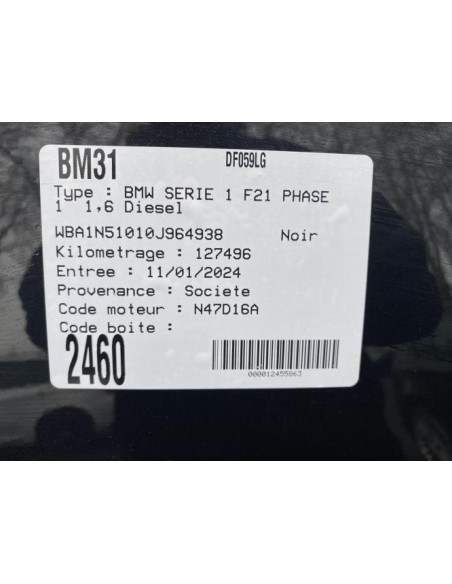 BM31 DF059LG
Type : BMW SERIE 1 F21 PHASE
1 1,6 Diesel
WBA1N51010J964938 Noir
Kilometrage : 127496
Entree : 11/01/2024
Provenance : Societe
Code moteur : N47D16A
Code boite :
2460
000012455863